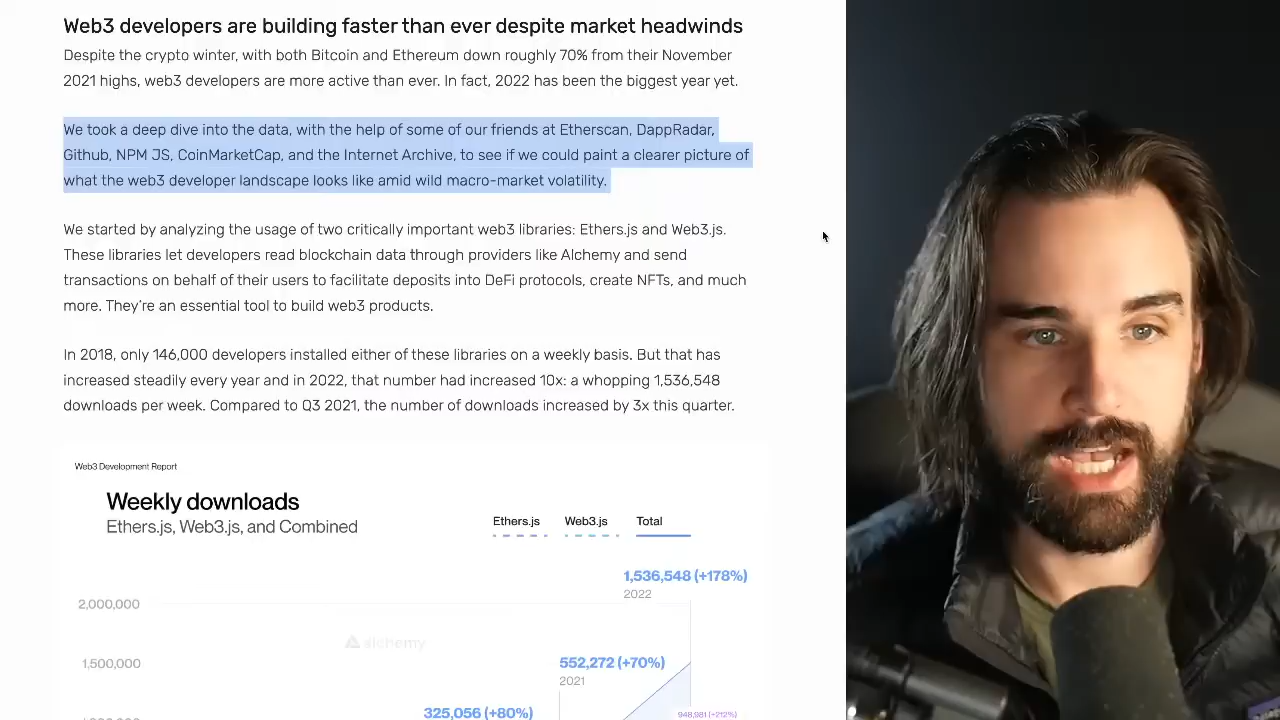 Web3 developers are building faster than ever despite market headwinds
Despite the crypto winter, with both Bitcoin and Ethereum down roughly 70% from their November
2021 highs, web3 developers are more active than ever. In fact, 2022 has been the biggest year yet.
We took a deep dive into the data, with the help of some of our friends at Etherscan, DappRadar,
Github, NPM JS, CoinMarketCap, and the Internet Archive, to see if we could paint a clearer picture of
what the web3 developer landscape looks like amid wild macro-market volatility.
We started by analyzing the usage of two critically important web3 libraries: Ethers.js and Web3.js.
These libraries let developers read blockchain data through providers like Alchemy and send
transactions on behalf of their users to facilitate deposits into DeFi protocols, create NFTs, and much
more. They're an essential tool to build web3 products.
In 2018, only 146,000 developers installed either of these libraries on a weekly basis. But that has
increased steadily every year and in 2022, that number had increased 10x: a whopping 1,536,548
downloads per week. Compared to Q3 2021, the number of downloads increased by 3x this quarter.
Web3 Development Report
Weekly downloads
Ethers.js, Web3.js, and Combined
Ethers.js Web3.js Total
1,536,548 (+178%)
2022
2,000,000
alchemy
1,500,000
552,272 (+70%)
2021
325,056 (+80%)
948,981 (+212%)